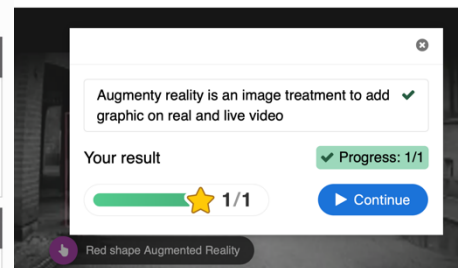 Augmenty reality is an image treatment to add
graphic on real and live video
Your result
Progress: 1/1
1/1
Continue
Red shape Augmented Reality